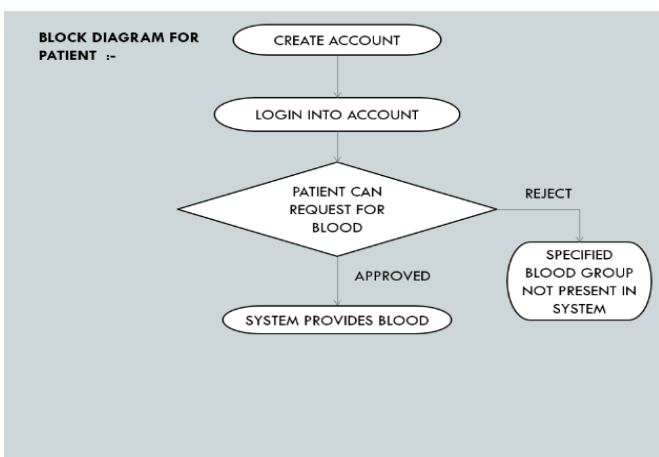 BLOCK DIAGRAM FOR
PATIENT :-
CREATE ACCOUNT
LOGIN INTO ACCOUNT
PATIENT CAN
REQUEST FOR
BLOOD
REJECT
SPECIFIED
BLOOD GROUP
NOT PRESENT IN
SYSTEM
APPROVED
SYSTEM PROVIDES BLOOD